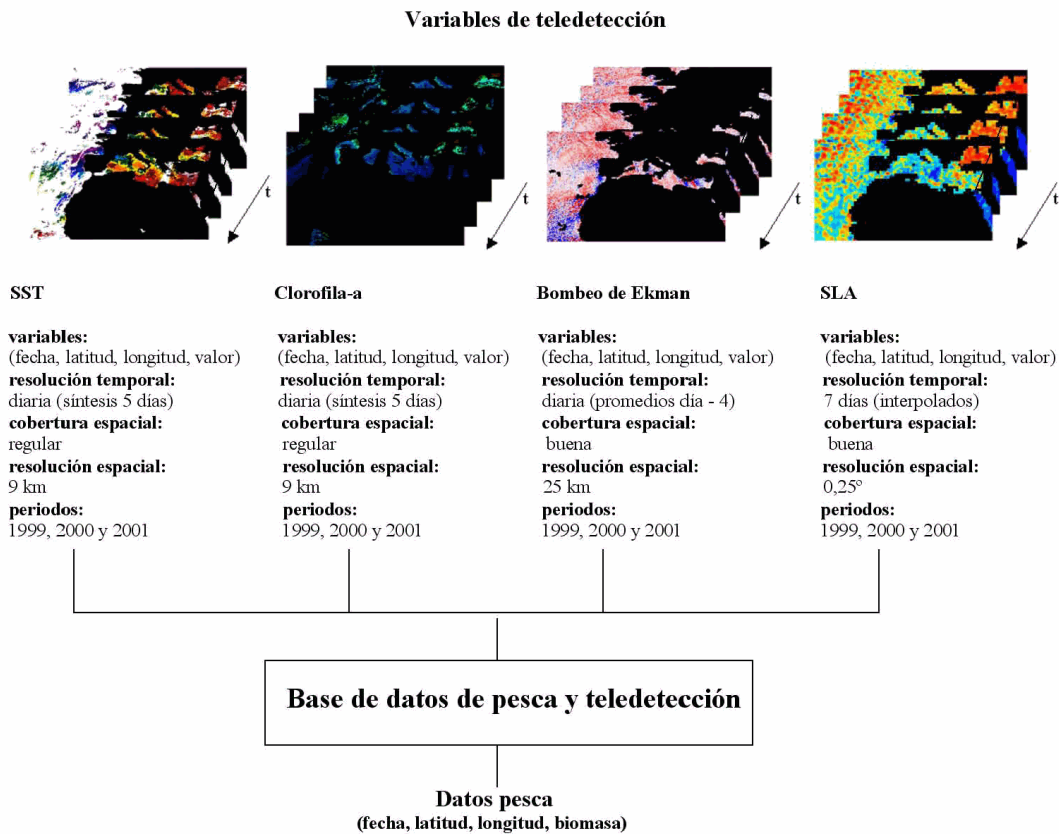 Variables de teledetección
t
t
t
t
SST
variables:
(fecha, latitud, longitud, valor)
resolución temporal:
diaria (síntesis 5 días)
cobertura espacial:
regular
resolución espacial:
9 km
periodos:
1999, 2000 y 2001
Clorofila-a
variables:
(fecha, latitud, longitud, valor)
resolución temporal:
diaria (síntesis 5 días)
cobertura espacial:
regular
resolución espacial:
9 km
periodos:
1999, 2000 y 2001
Bombeo de Ekman
variables:
(fecha, latitud, longitud, valor)
resolución temporal:
diaria (promedios día - 4)
cobertura espacial:
buena
resolución espacial:
25 km
periodos:
1999, 2000 y 2001
SLA
variables:
(fecha, latitud, longitud, valor)
resolución temporal:
7 días (interpolados)
cobertura espacial:
buena
resolución espacial:
0,25º
periodos:
1999, 2000 y 2001
Base de datos de pesca y teledetección
Datos pesca
(fecha, latitud, longitud, biomasa)